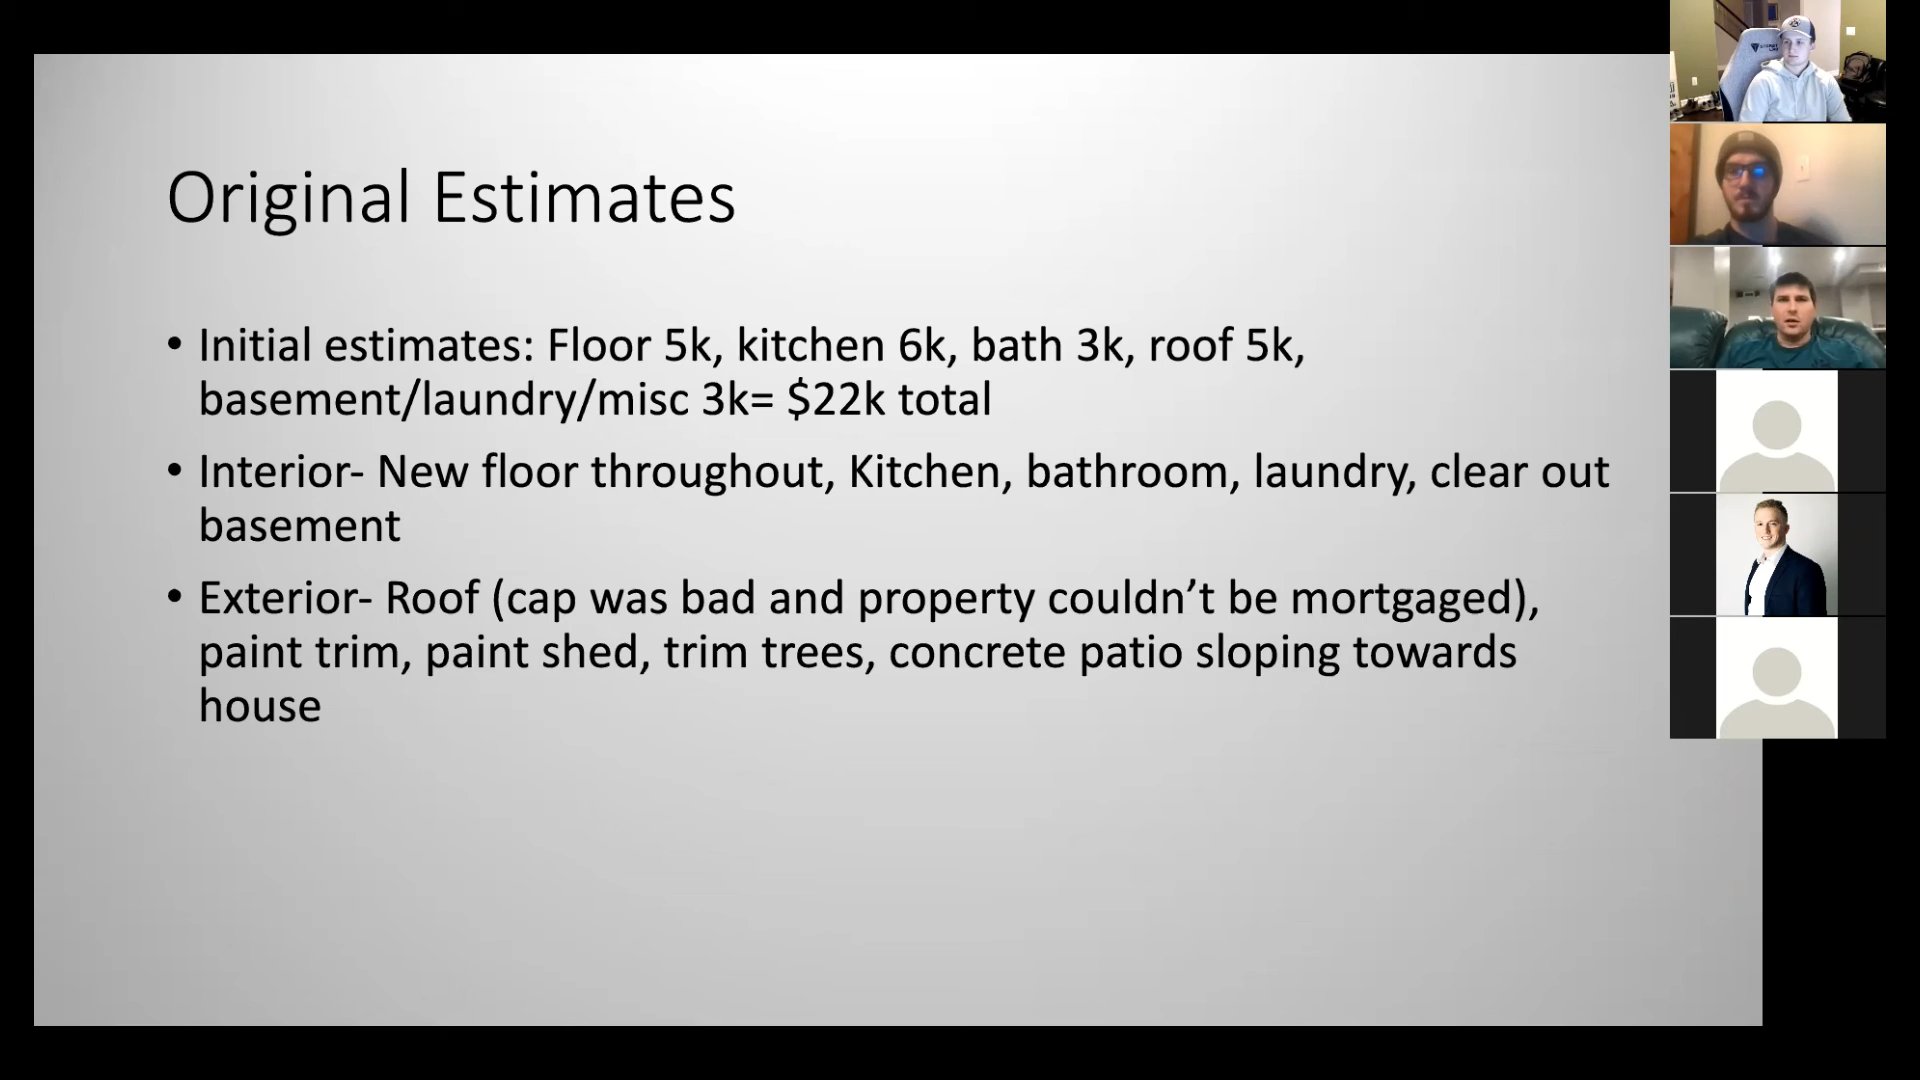 Original Estimates
• Initial estimates: Floor 5k, kitchen 6k, bath 3k, roof 5k,
basement/laundry/misc 3k= $22k total
• Interior- New floor throughout, Kitchen, bathroom, laundry, clear out
basement
• Exterior- Roof (cap was bad and property couldn’t be mortgaged),
paint trim, paint shed, trim trees, concrete patio sloping towards
house